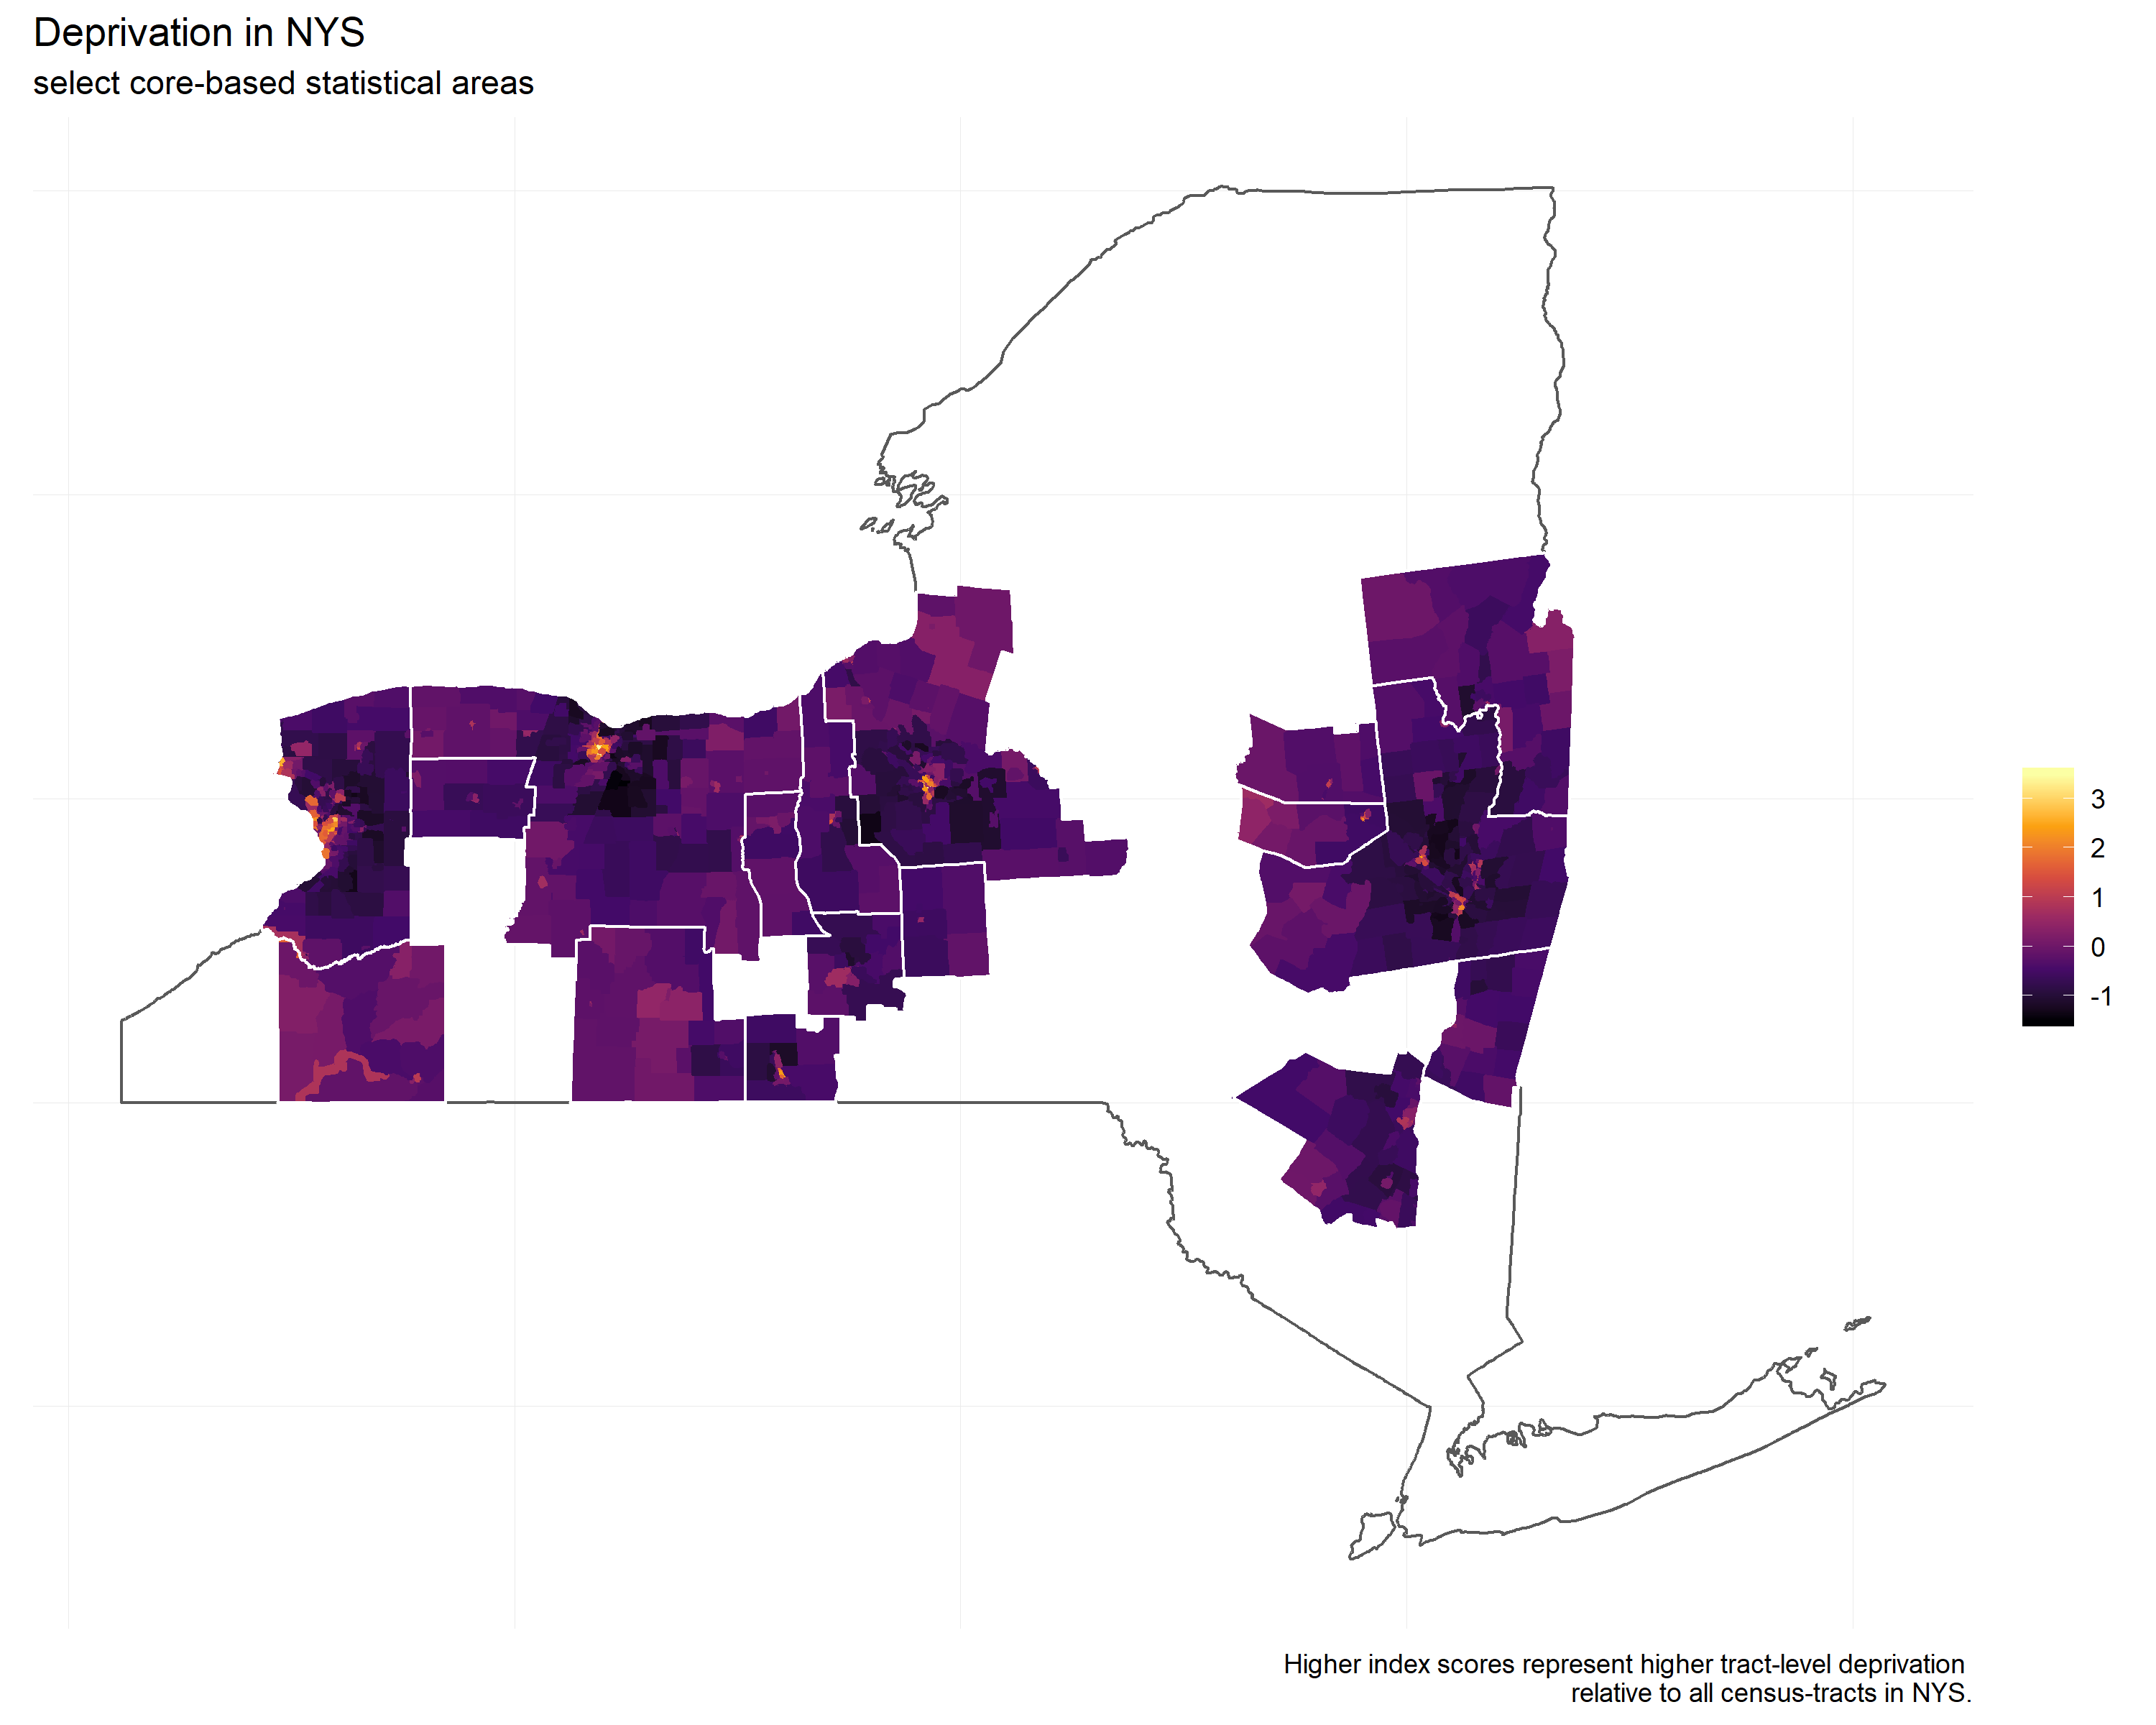 Deprivation in NYS
select core-based statistical areas
3
2
1
0
-1
Higher index scores represent higher tract-level deprivation
relative to all census-tracts in NYS.